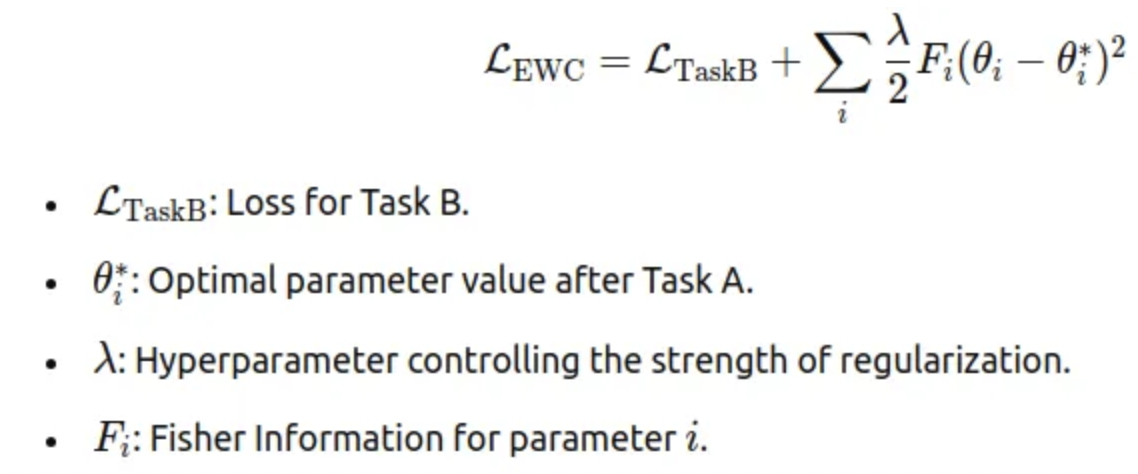 $\mathcal{L}_{\text{EWC}} = \mathcal{L}_{\text{TaskB}} + \sum_i \frac{\lambda}{2} F_i(\theta_i - \theta_i^*)^2$
• $\mathcal{L}_{\text{TaskB}}$: Loss for Task B.
• $\theta_i^*$: Optimal parameter value after Task A.
• $\lambda$: Hyperparameter controlling the strength of regularization.
• $F_i$: Fisher Information for parameter $i$.